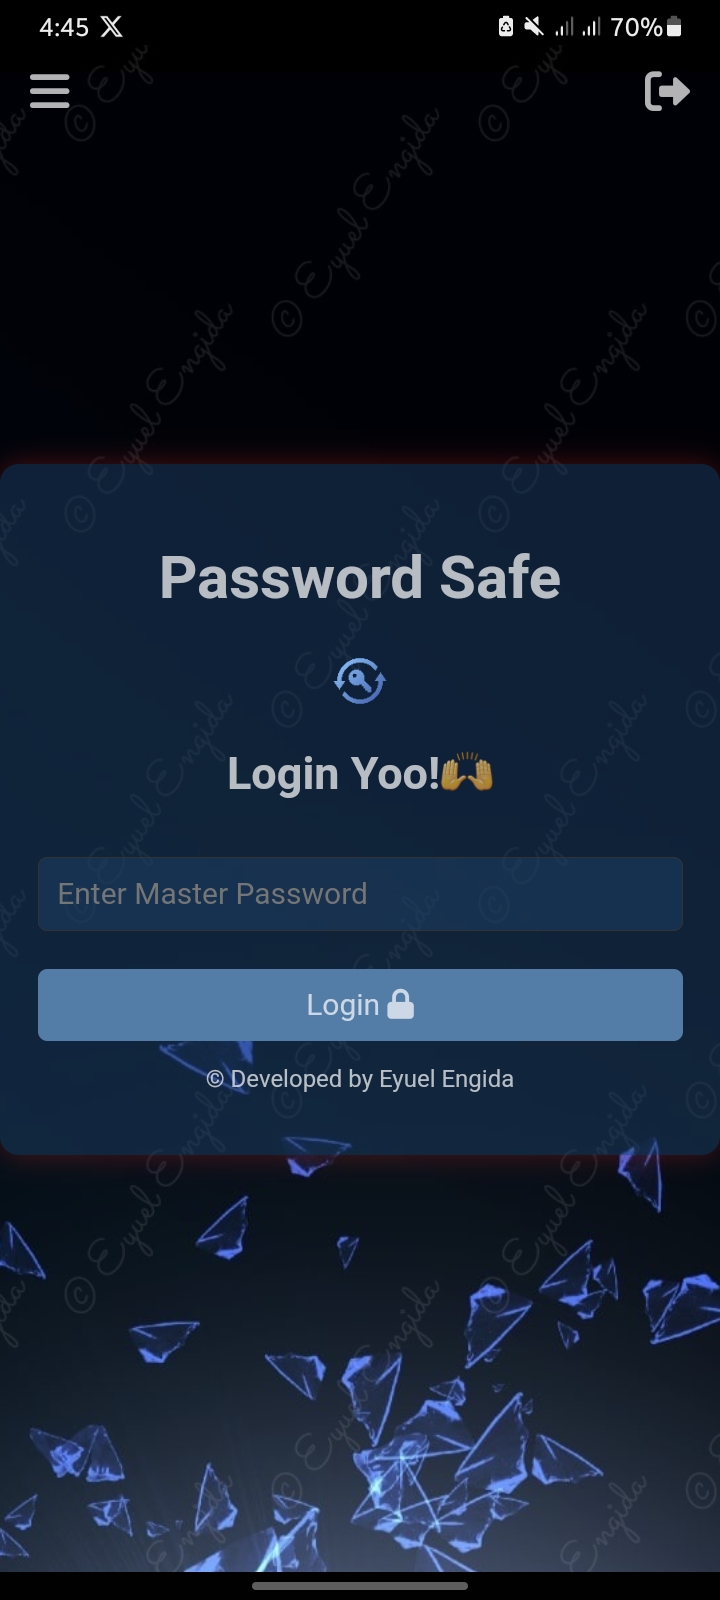 4:45
70%
Password Safe
Login Yoo!🙌
Enter Master Password
Login
© Developed by Eyuel Engida
© Eyuel Engida